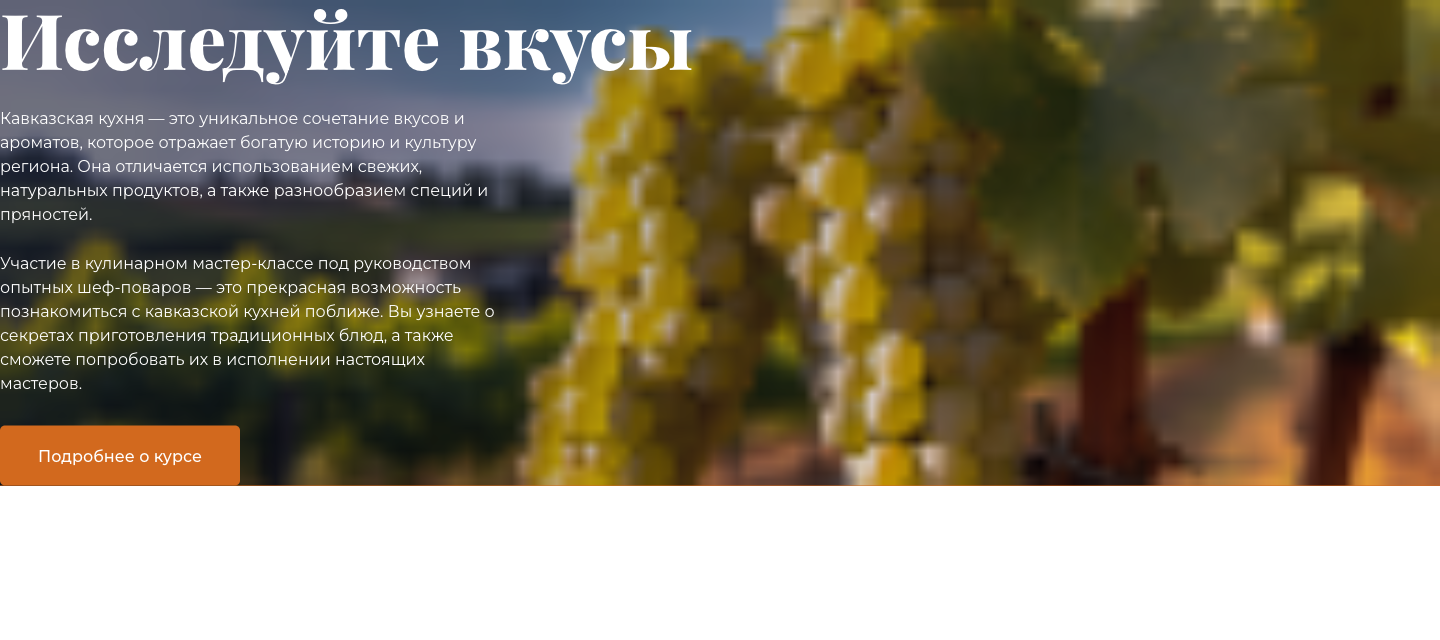 Исследуйте вкусы
Кавказская кухня — это уникальное сочетание вкусов и
ароматов, которое отражает богатую историю и культуру
региона. Она отличается использованием свежих,
натуральных продуктов, а также разнообразием специй и
пряностей.
Участие в кулинарном мастер-классе под руководством
опытных шеф-поваров — это прекрасная возможность
познакомиться с кавказской кухней поближе. Вы узнаете о
секретах приготовления традиционных блюд, а также
сможете попробовать их в исполнении настоящих
мастеров.
Подробнее о курсе